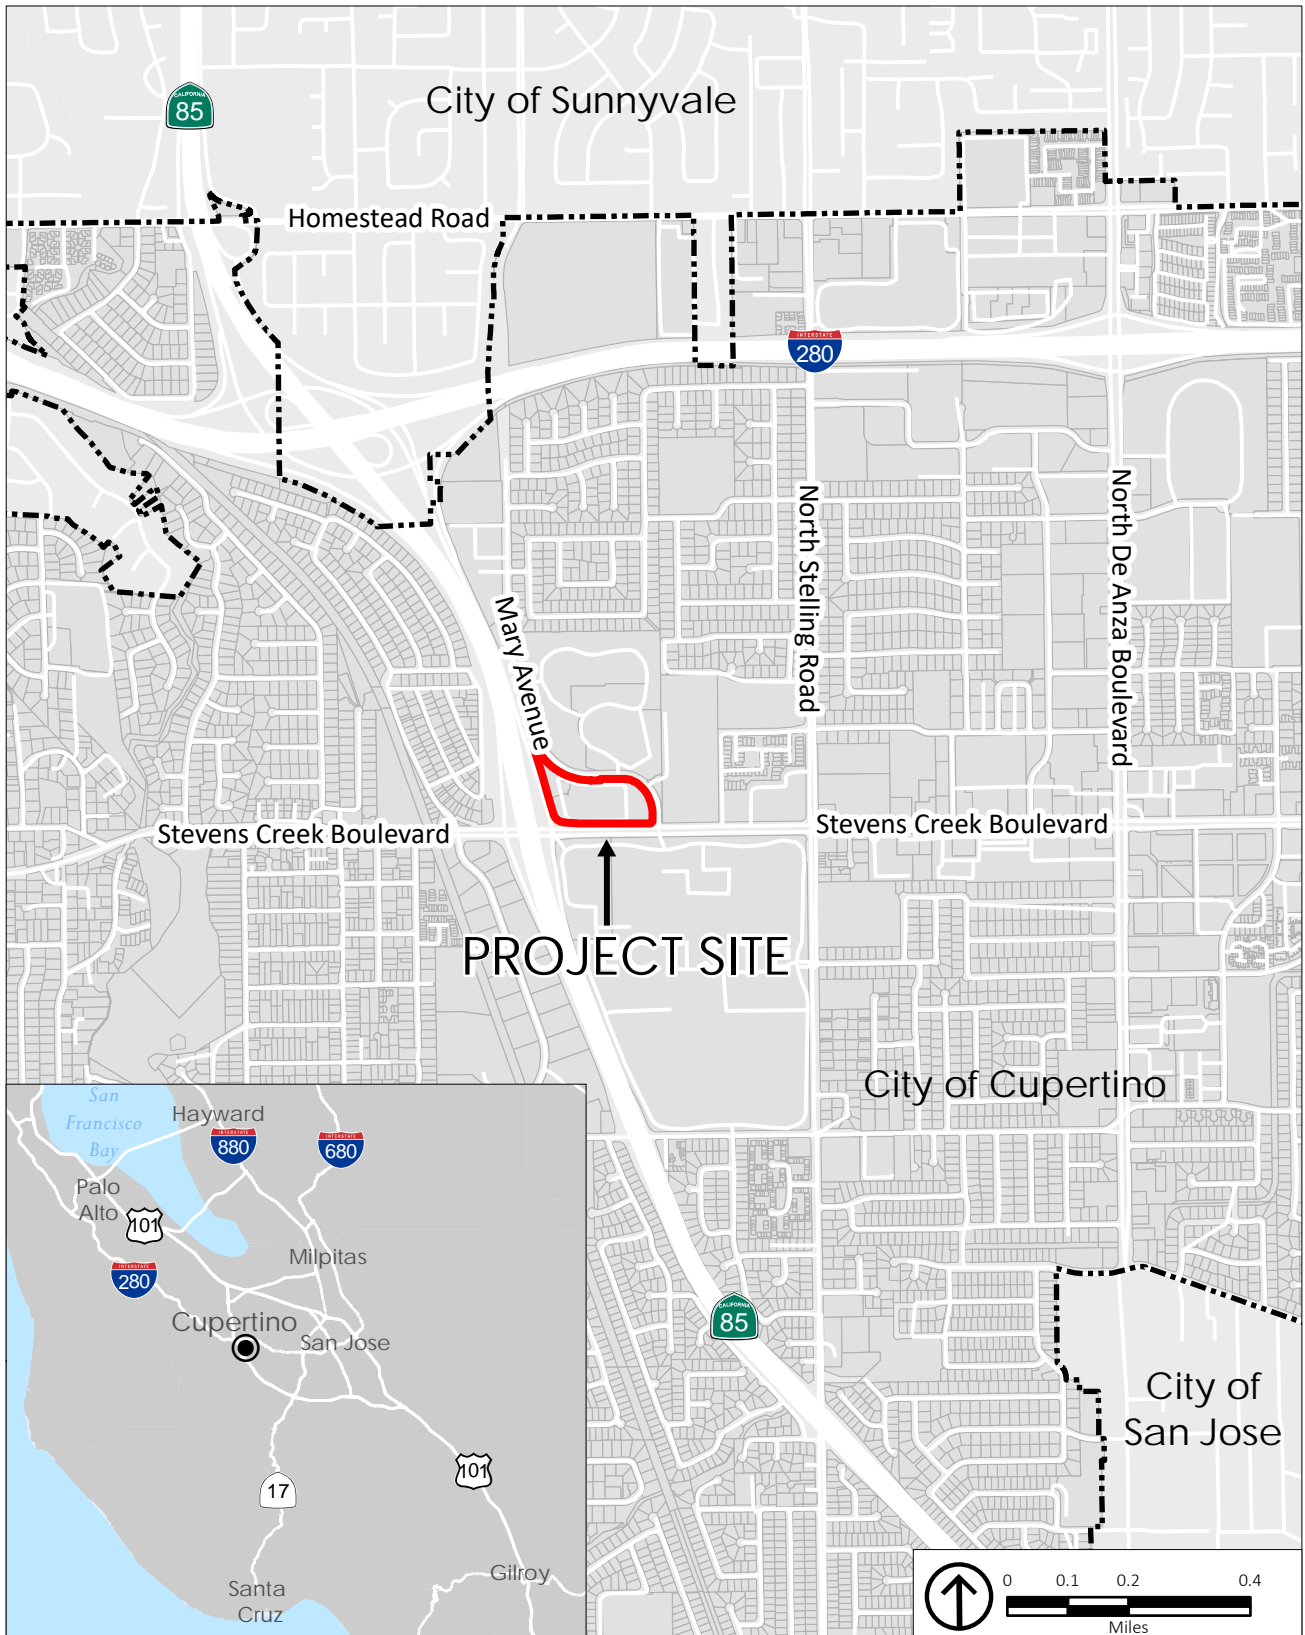 CALIFORNIA
85
City of Sunnyvale
Homestead Road
INTERSTATE
280
North Stelling Road
North De Anza Boulevard
Mary Avenue
Stevens Creek Boulevard
Stevens Creek Boulevard
PROJECT SITE
City of Cupertino
CALIFORNIA
85
City of
San Jose
San
Francisco
Bay
Hayward
INTERSTATE
880
INTERSTATE
680
Palo
Alto
101
Milpitas
INTERSTATE
280
Cupertino
San Jose
101
17
Gilroy
Santa
Cruz
0 0.1 0.2 0.4
Miles